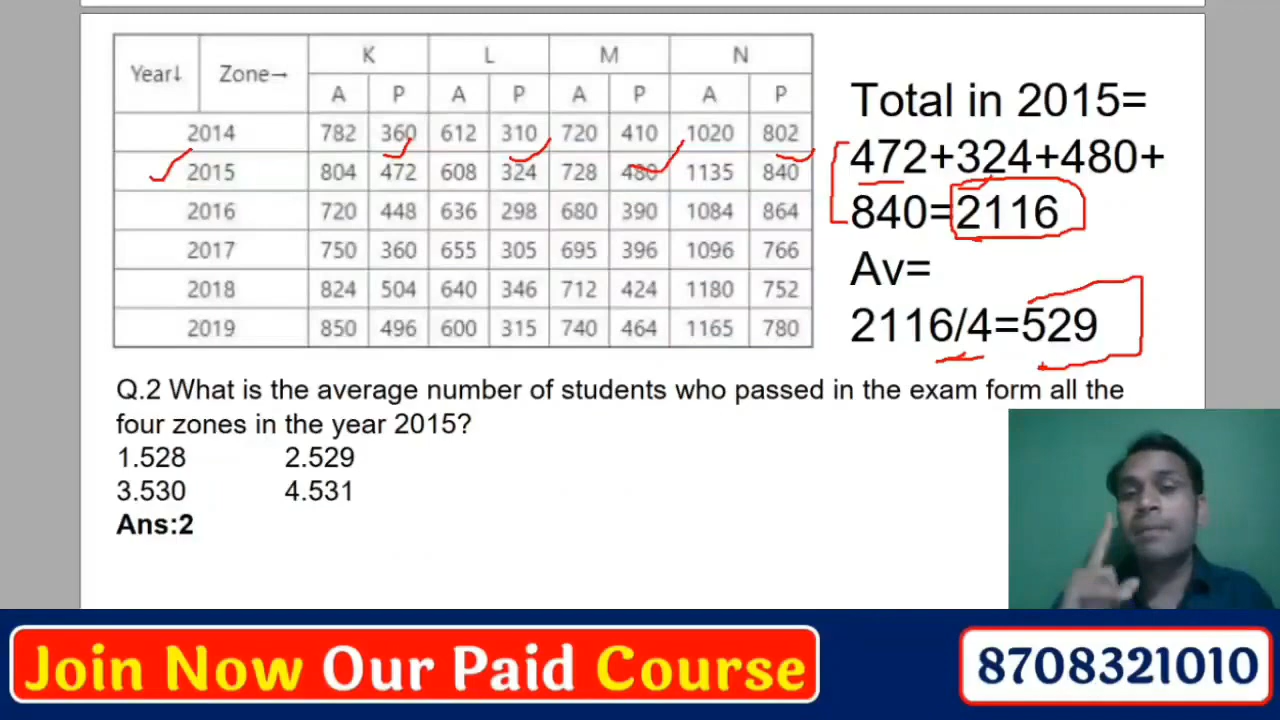 Year↓ Zone→ K L M N
A P A P A P A P
2014 782 360 612 310 720 410 1020 802
2015 804 472 608 324 728 480 1135 840
2016 720 448 636 298 680 390 1084 864
2017 750 360 655 305 695 396 1096 766
2018 824 504 640 346 712 424 1180 752
2019 850 496 600 315 740 464 1165 780
Total in 2015=
472+324+480+
840=2116
Av=
2116/4=529
Q.2 What is the average number of students who passed in the exam form all the
four zones in the year 2015?
1.528 2.529
3.530 4.531
Ans:2
Join Now Our Paid Course
8708321010